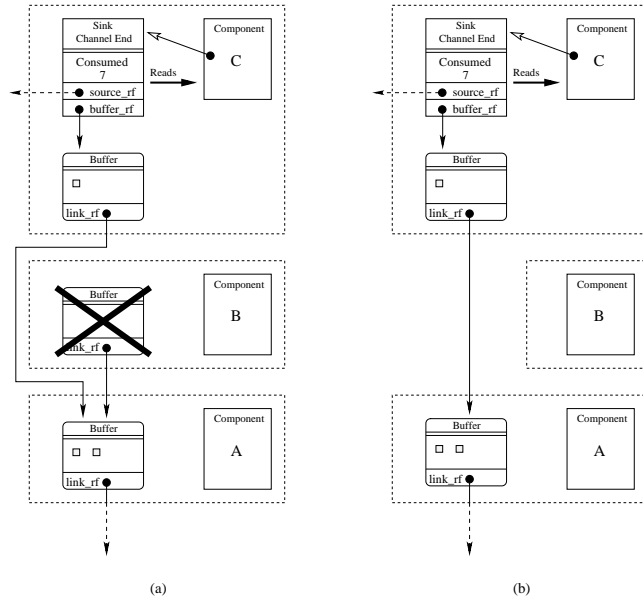 Sink
Channel End
Consumed
7
source_rf
buffer_rf
Reads
Component
C
Buffer
link_rf
Buffer
link_rf
Component
B
Buffer
link_rf
Component
A
(a)
Sink
Channel End
Consumed
7
source_rf
buffer_rf
Reads
Component
C
Buffer
link_rf
Component
B
Buffer
link_rf
Component
A
(b)